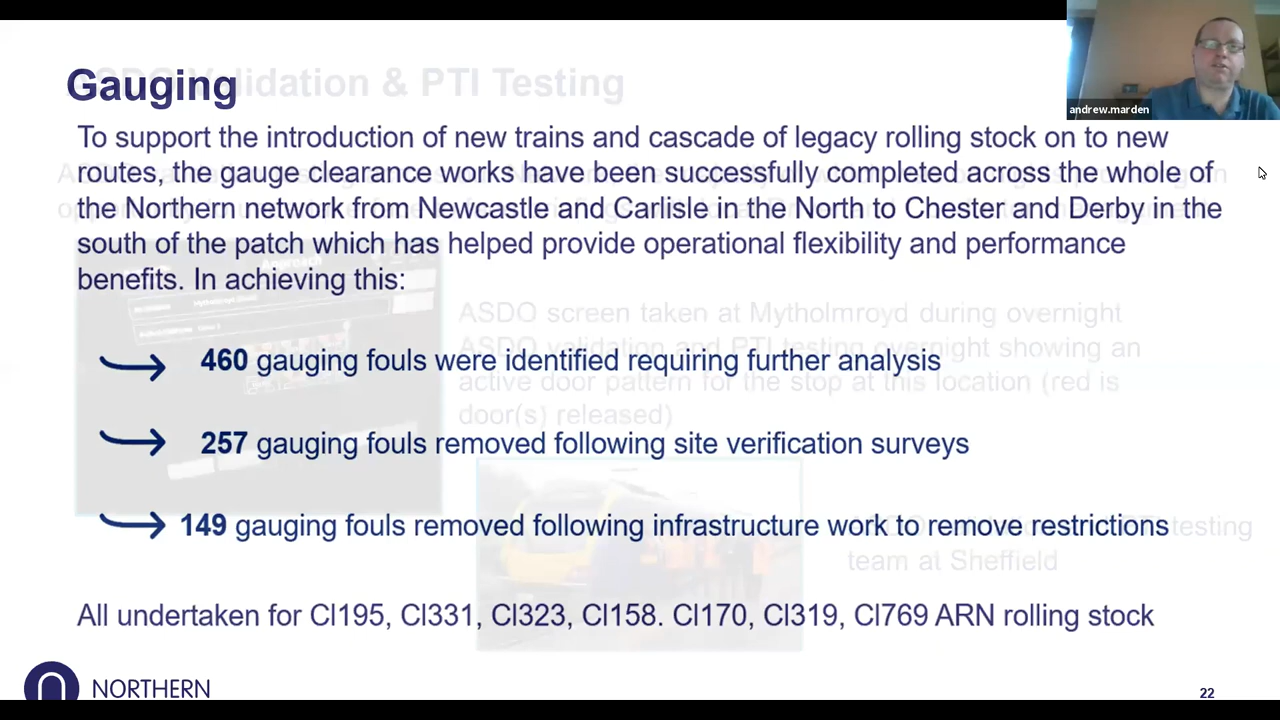 Gauging
Validation & PTI Testing
andrew.marden
To support the introduction of new trains and cascade of legacy rolling stock on to new
routes, the gauge clearance works have been successfully completed across the whole of
the Northern network from Newcastle and Carlisle in the North to Chester and Derby in the
south of the patch which has helped provide operational flexibility and performance
benefits. In achieving this:
Approach
ASDO screen taken at Mytholmroyd during overnight
ASDO validation and PTI testing overnight showing an
active door pattern for the stop at this location (red is
door(s) released)
460 gauging fouls were identified requiring further analysis
257 gauging fouls removed following site verification surveys
149 gauging fouls removed following infrastructure work to remove restrictions
testing
team at Sheffield
All undertaken for Cl195, Cl331, Cl323, Cl158. Cl170, Cl319, Cl769 ARN rolling stock
NORTHERN
22